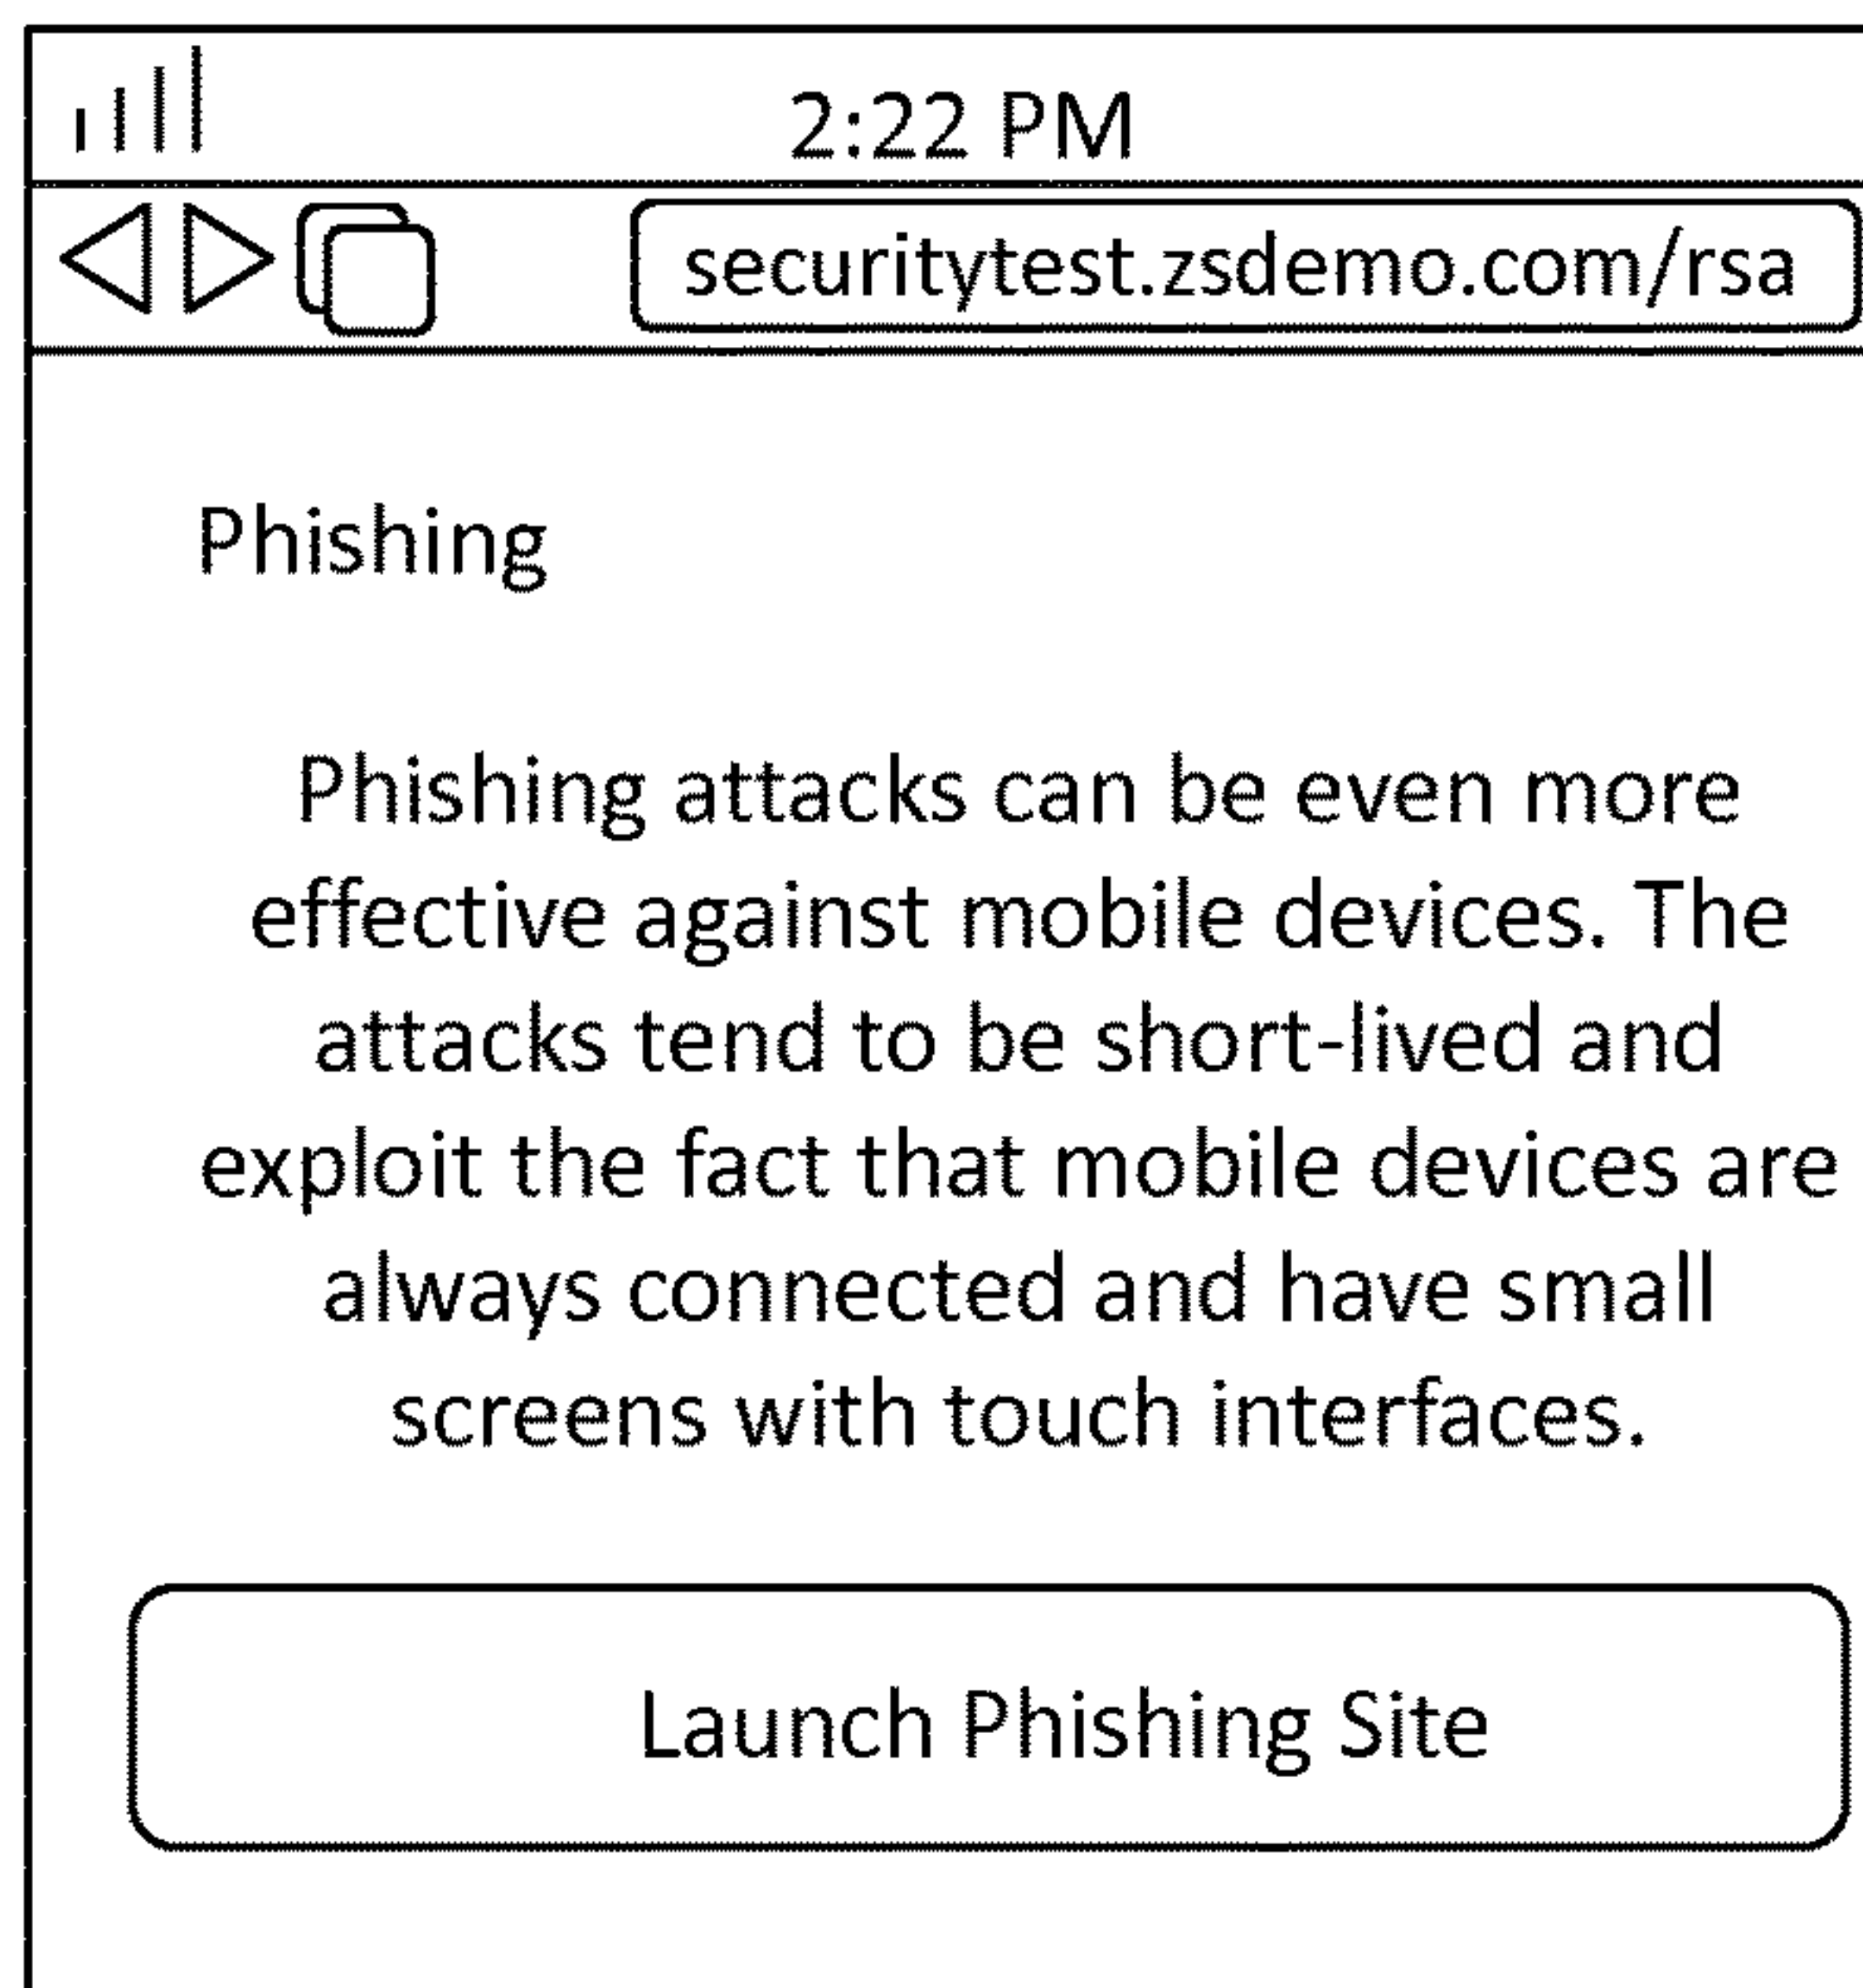 2:22 PM
securitytest.zsdemo.com/rsa
Phishing
Phishing attacks can be even more
effective against mobile devices. The
attacks tend to be short-lived and
exploit the fact that mobile devices are
always connected and have small
screens with touch interfaces.
Launch Phishing Site